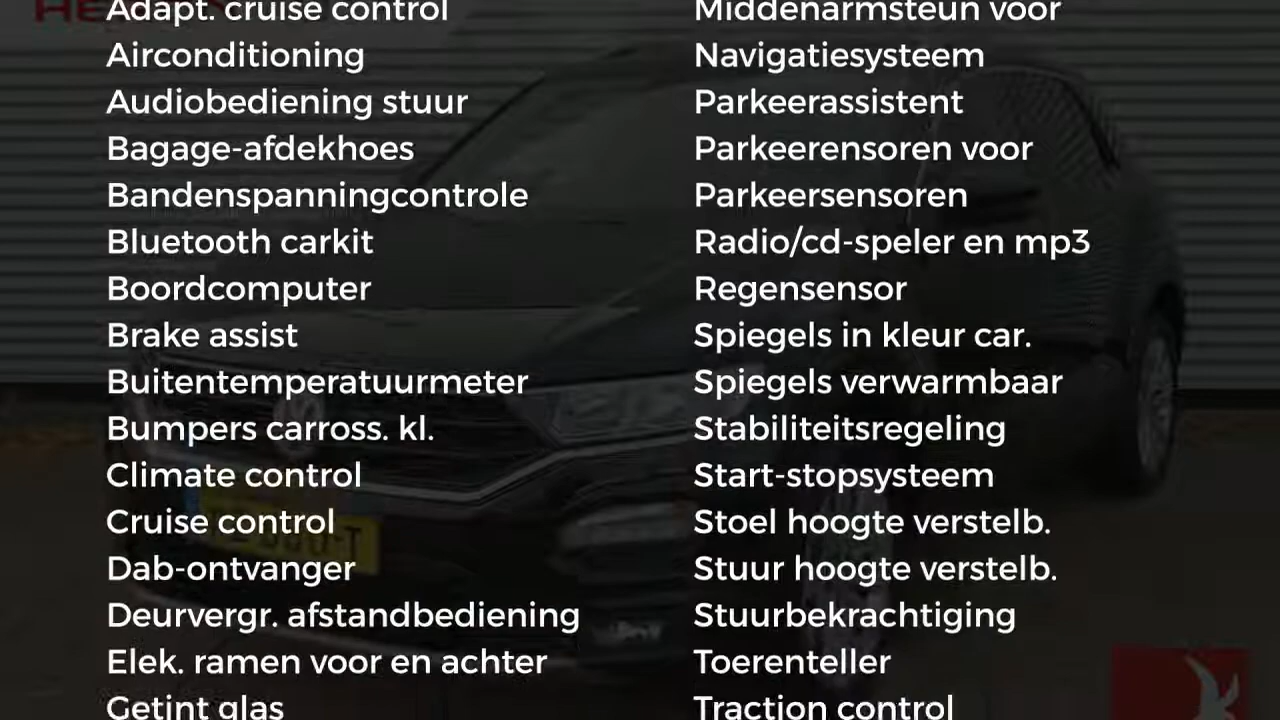 Adapt. cruise control
Airconditioning
Audiobediening stuur
Bagage-afdekhoes
Bandenspanningcontrole
Bluetooth carkit
Boordcomputer
Brake assist
Buitentemperatuurmeter
Bumpers carross. kl.
Climate control
Cruise control
Dab-ontvanger
Deurvergr. afstandbediening
Elek. ramen voor en achter
Getint glas
Middenarmsteun voor
Navigatiesysteem
Parkeerassistent
Parkeerensoren voor
Parkeersensoren
Radio/cd-speler en mp3
Regensensor
Spiegels in kleur car.
Spiegels verwarmbaar
Stabiliteitsregeling
Start-stopsysteem
Stoel hoogte verstelb.
Stuur hoogte verstelb.
Stuurbekrachtiging
Toerenteller
Traction control